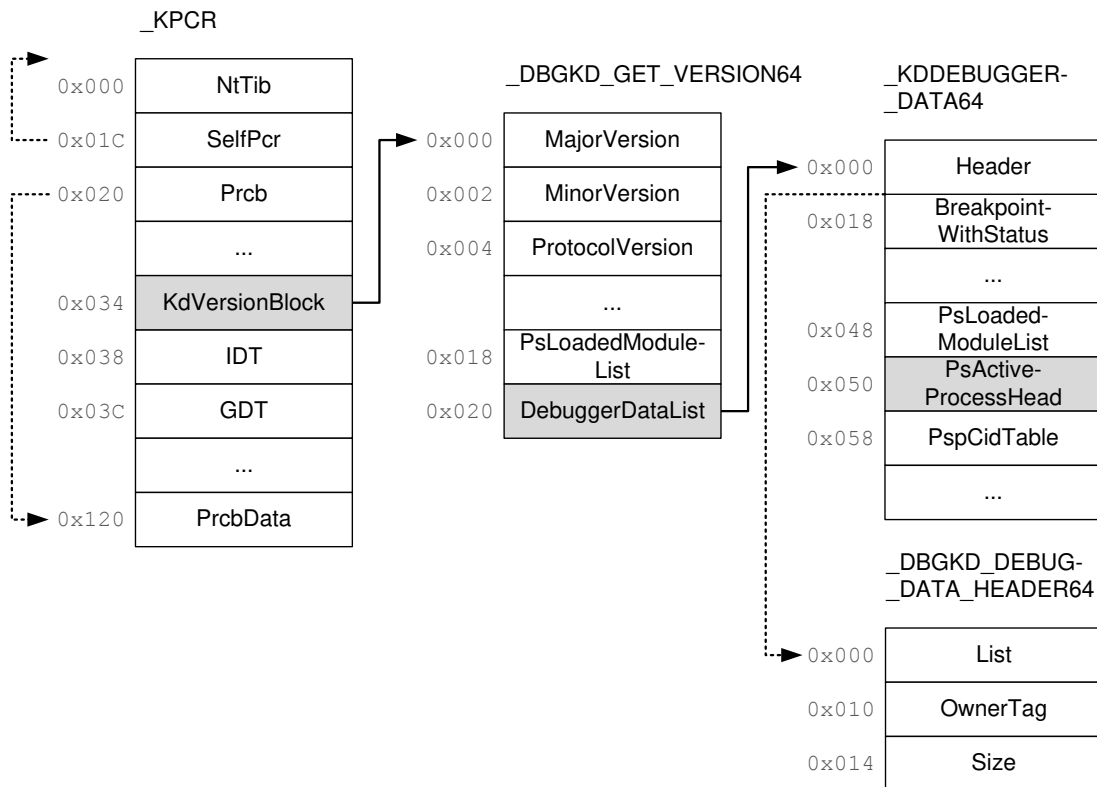 _KPCR
0x000 NtTib
0x01C SelfPcr
0x020 Prcb
...
0x034 KdVersionBlock
0x038 IDT
0x03C GDT
...
0x120 PrcbData
_DBGKD_GET_VERSION64
0x000 MajorVersion
0x002 MinorVersion
0x004 ProtocolVersion
...
0x018 PsLoadedModule-
List
0x020 DebuggerDataList
_KDDEBUGGER-
_DATA64
0x000 Header
0x018 Breakpoint-
WithStatus
...
0x048 PsLoaded-
ModuleList
0x050 PsActive-
ProcessHead
0x058 PspCidTable
...
_DBGKD_DEBUG-
_DATA_HEADER64
0x000 List
0x010 OwnerTag
0x014 Size